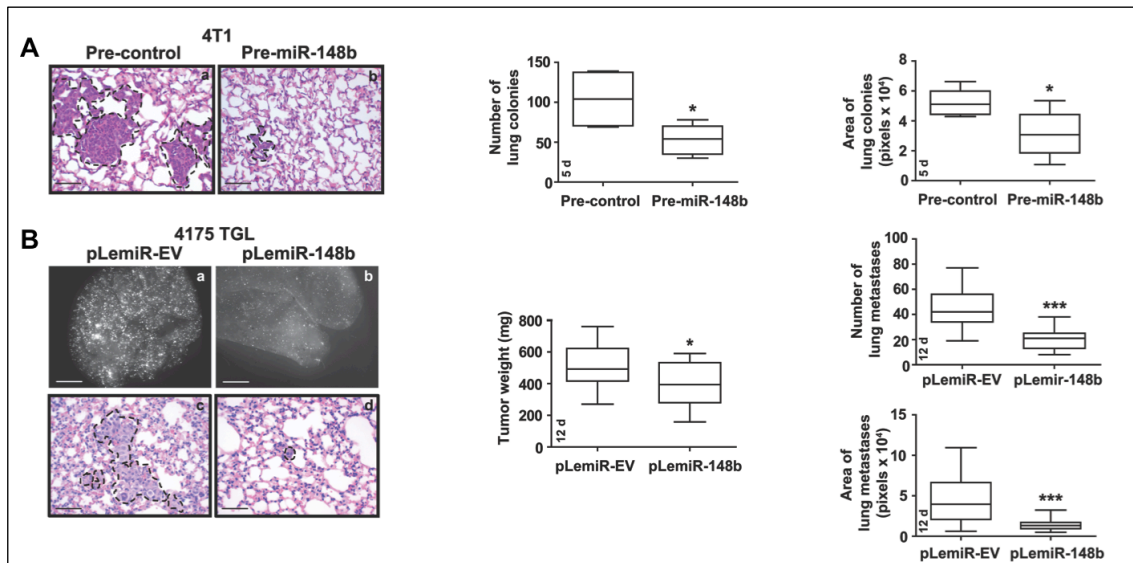 A
4T1
Pre-control Pre-miR-148b
a
b
Number of
lung colonies
150
100
50
0
5 d
*
Pre-control Pre-miR-148b
Area of
lung colonies
(pixels x 10⁴)
8
6
4
2
0
5 d
*
Pre-control Pre-miR-148b
B
4175 TGL
pLemiR-EV pLemiR-148b
a
b
c
d
Tumor weight (mg)
800
600
400
200
0
12 d
*
pLemiR-EV pLemiR-148b
Number of
lung metastases
100
80
60
40
20
0
12 d
***
pLemiR-EV pLemir-148b
Area of
lung metastases
(pixels x 10⁴)
15
10
5
0
12 d
***
pLemiR-EV pLemiR-148b